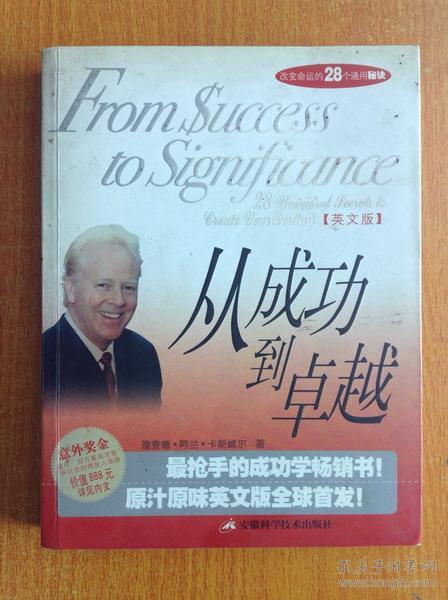 改变命运的28个通用秘诀
From $uccess
to Significance
28 Universal Secrets to
Create Your Destiny
【英文版】
从成功
到卓越
理查德·阿兰·卡斯威尔 著
意外奖金
价值888元
详见内文
最抢手的成功学畅销书！
原汁原味英文版全球首发！
安徽科学技术出版社
孔夫子旧书网